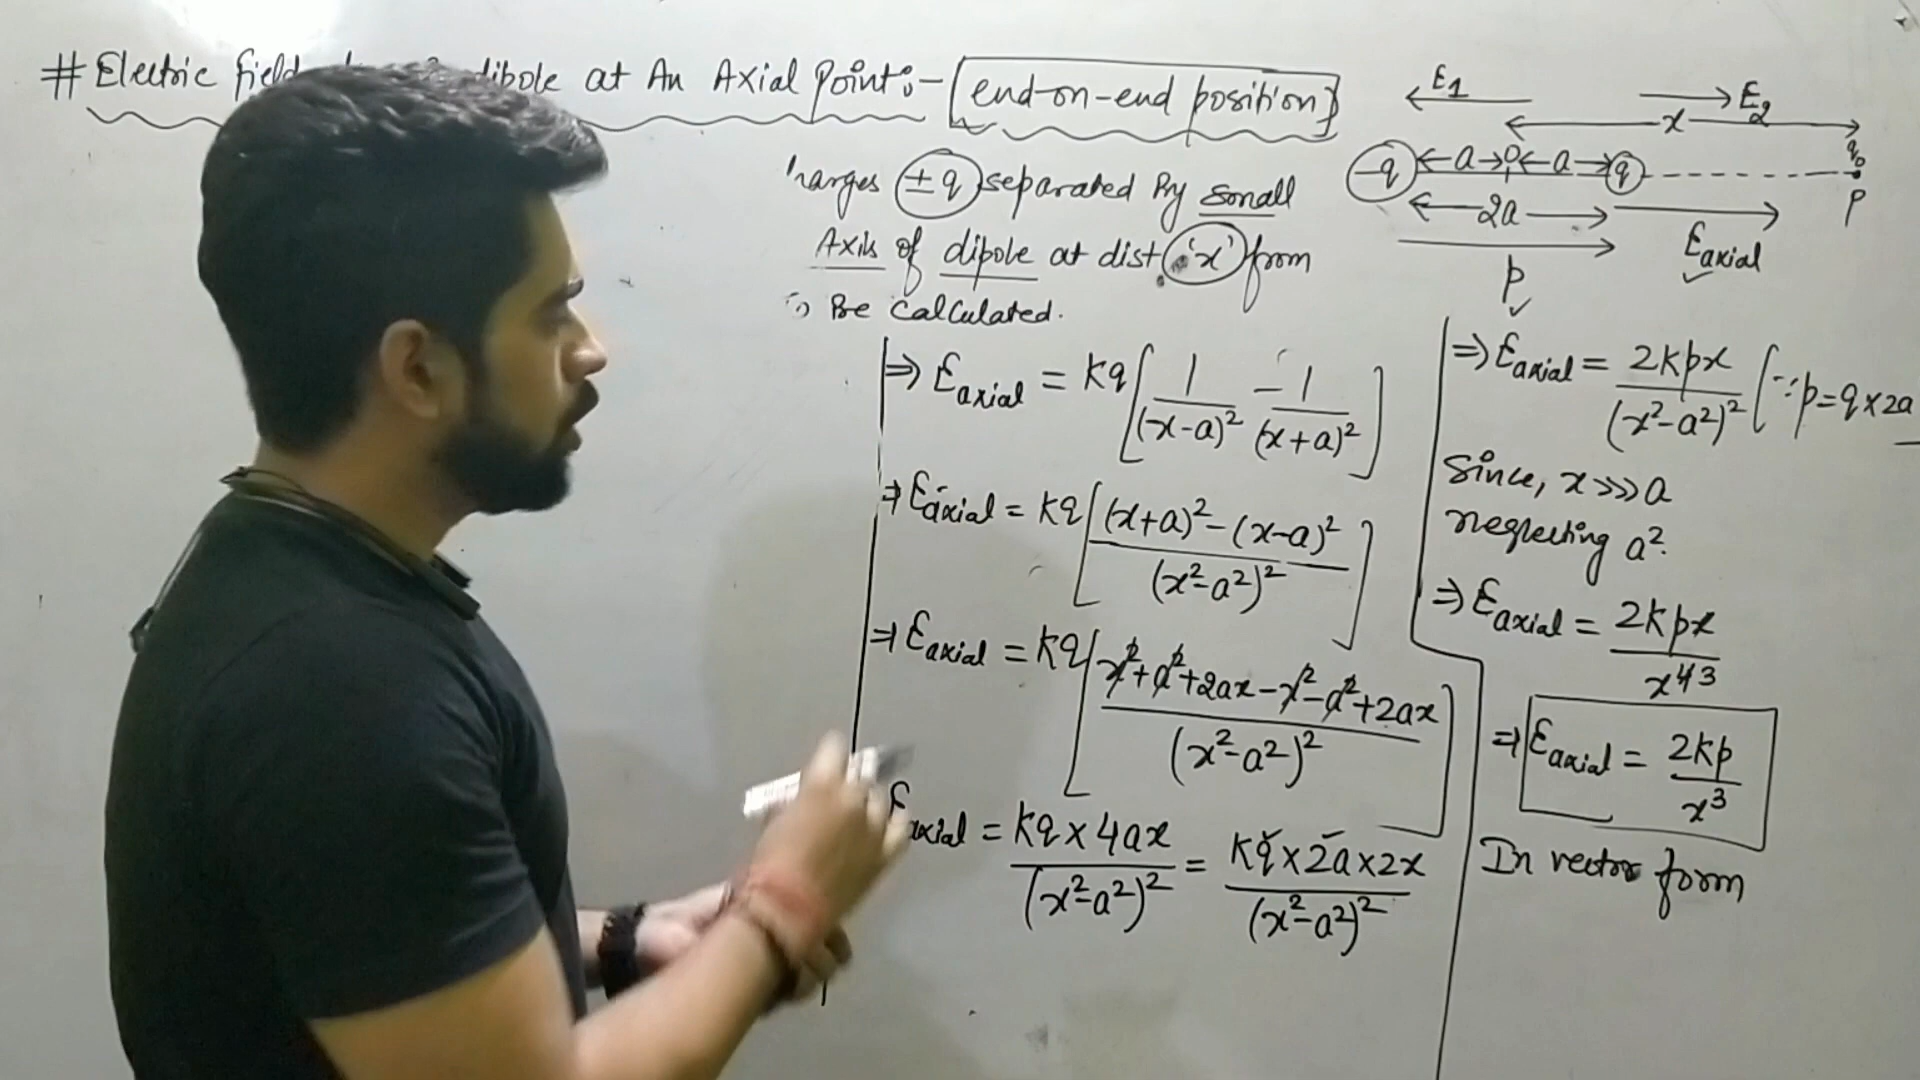 # Electric field dipole at An Axial Point:- [end-on-end position]
harges ±q separated By small
Axis of dipole at dist. 'x' from
Be Calculated.
E1 E2
x
-q a O a q q0
2a P
p Eaxial
⇒ Eaxial = Kq [1/(x-a)² - 1/(x+a)²]
⇒ Eaxial = Kq [((x+a)² - (x-a)²)/(x²-a²)²]
⇒ Eaxial = Kq [(x²+a²+2ax-x²-a²+2ax)/(x²-a²)²]
Eaxial = Kq×4ax/(x²-a²)² = Kq×2a×2x/(x²-a²)²
⇒ Eaxial = 2Kpx/(x²-a²)² [∵ p=q×2a
Since, x>>>a
neglecting a².
⇒ Eaxial = 2Kpx/x⁴3
⇒ Eaxial = 2Kp/x³
In vector form